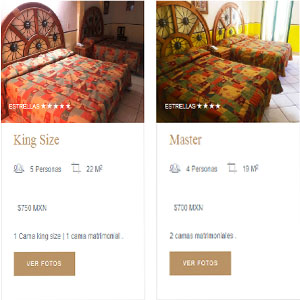 ESTRELLAS ★★★★
King Size
5 Personas 22 M²
$750 MXN
1 Cama king size | 1 cama matrimonial .
VER FOTOS
ESTRELLAS ★★★★
Master
4 Personas 19 M²
$700 MXN
2 camas matrimoniales .
VER FOTOS